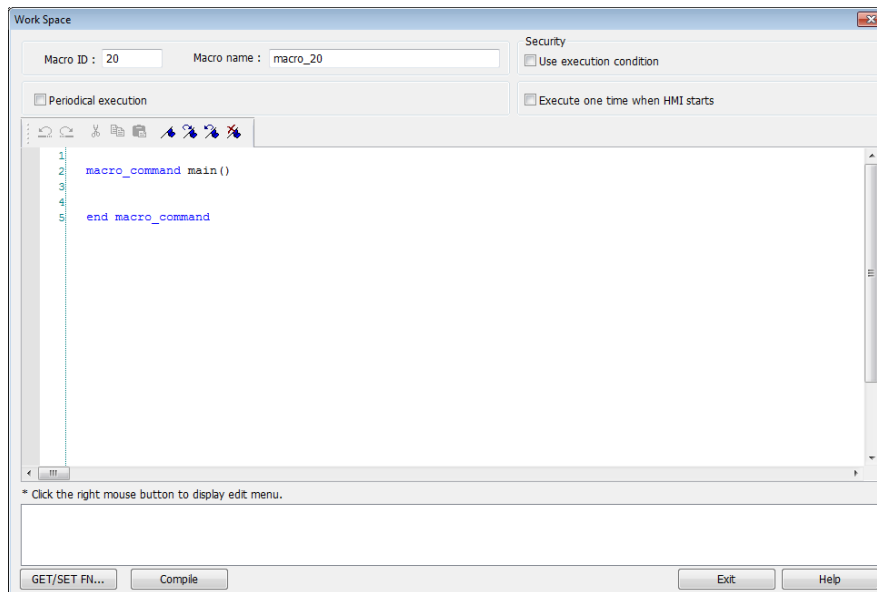 Work Space
Security
Macro ID : 20 Macro name : macro_20
Use execution condition
Periodical execution
Execute one time when HMI starts
1
2 macro_command main()
3
4
5 end macro_command
* Click the right mouse button to display edit menu.
GET/SET FN... Compile Exit Help